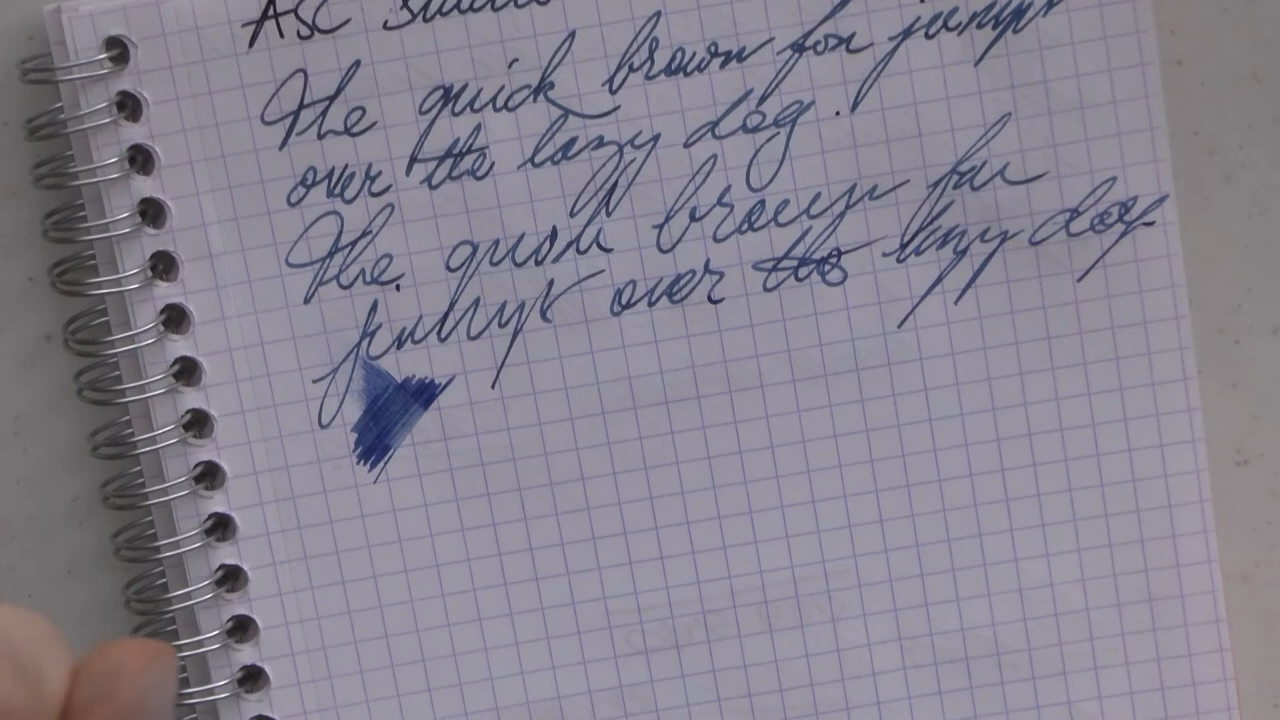 ASC
The quick brown fox jumps
over the lazy dog.
The quick brown fox
jumps over the lazy dog